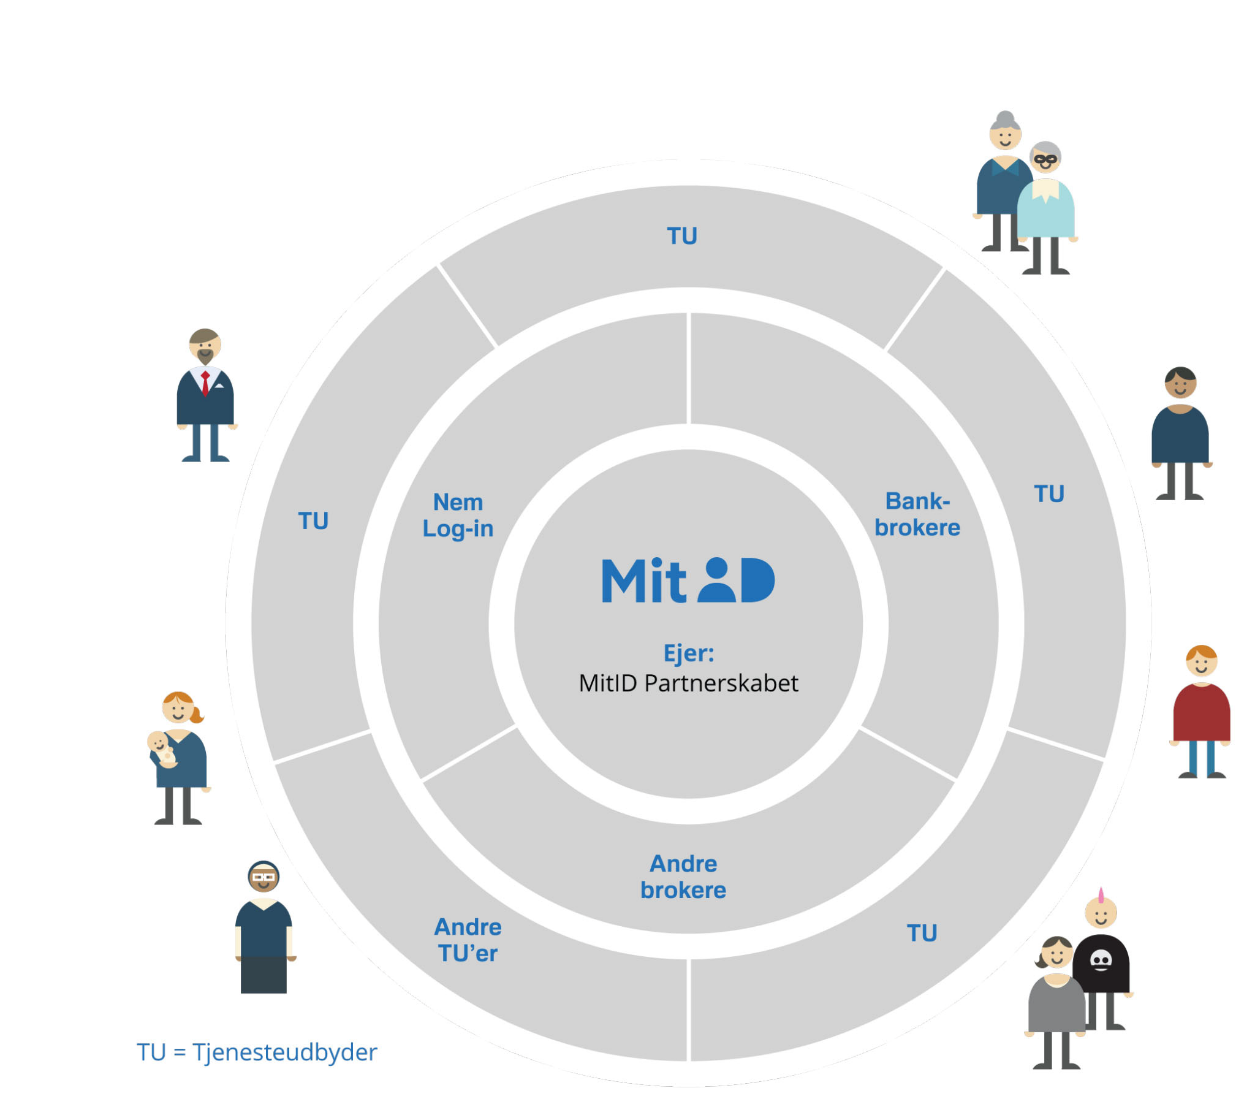 TU
TU
TU
Nem
Log-in
Bank-
brokere
MitID
Ejer:
MitID Partnerskabet
Andre
brokere
Andre
TU’er
TU
TU = Tjenesteudbyder